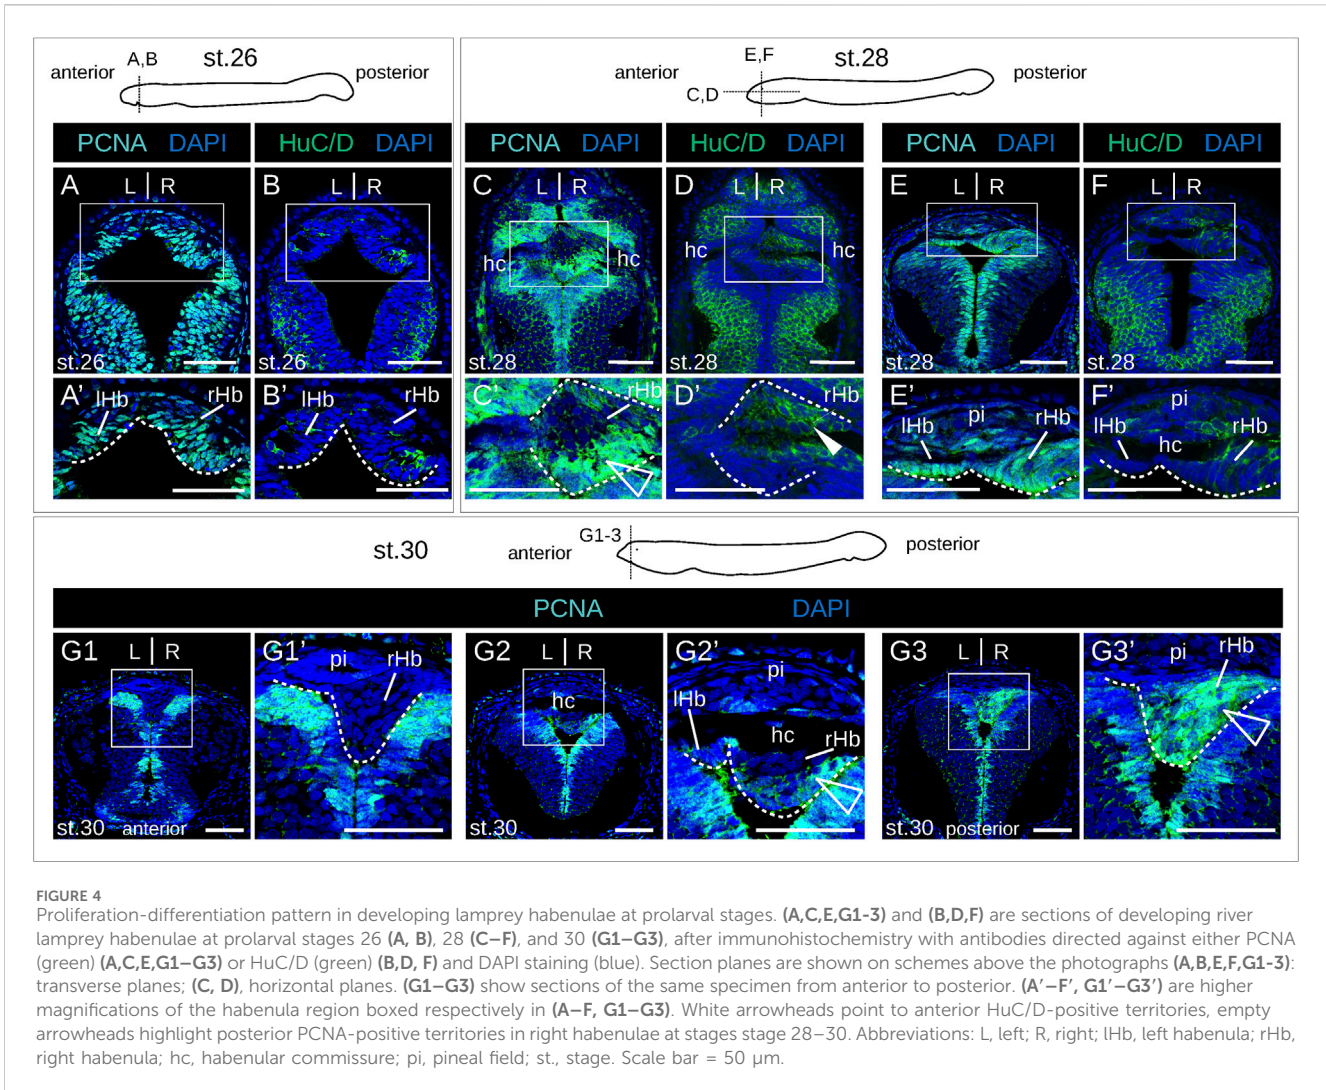 A,B
st.26
anterior
posterior
E,F
st.28
anterior
posterior
C,D
PCNA DAPI
HuC/D DAPI
PCNA DAPI
HuC/D DAPI
PCNA DAPI
HuC/D DAPI
A L R
st.26
B L R
st.26
C L R
hc hc
st.28
D L R
hc hc
st.28
E L R
st.28
F L R
st.28
A' lHb rHb
B' lHb rHb
C' rHb
D' rHb
E' pi lHb rHb
F' pi lHb hc rHb
st.30
G1-3
anterior
posterior
PCNA DAPI
G1 L R
st.30 anterior
G1' pi rHb
G2 L R
hc
st.30
G2' pi
lHb
hc
rHb
G3 L R
st.30 posterior
G3' pi rHb
FIGURE 4
Proliferation-differentiation pattern in developing lamprey habenulae at prolarval stages. (A,C,E,G1-3) and (B,D,F) are sections of developing river
lamprey habenulae at prolarval stages 26 (A, B), 28 (C–F), and 30 (G1–G3), after immunohistochemistry with antibodies directed against either PCNA
(green) (A,C,E,G1–G3) or HuC/D (green) (B,D, F) and DAPI staining (blue). Section planes are shown on schemes above the photographs (A,B,E,F,G1-3):
transverse planes; (C, D), horizontal planes. (G1–G3) show sections of the same specimen from anterior to posterior. (A′–F′, G1′–G3′) are higher
magnifications of the habenula region boxed respectively in (A–F, G1–G3). White arrowheads point to anterior HuC/D-positive territories, empty
arrowheads highlight posterior PCNA-positive territories in right habenulae at stages stage 28–30. Abbreviations: L, left; R, right; lHb, left habenula; rHb,
right habenula; hc, habenular commissure; pi, pineal field; st., stage. Scale bar = 50 μm.